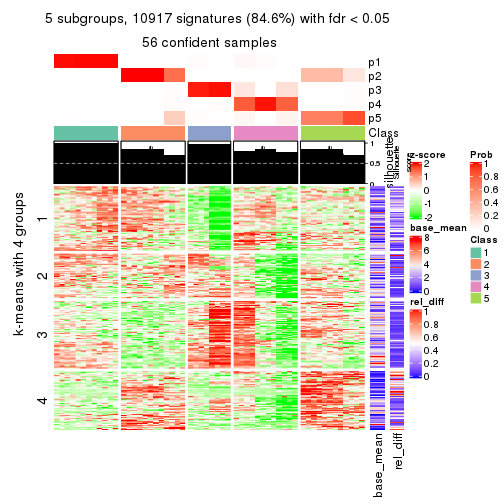 5 subgroups, 10917 signatures (84.6%) with fdr < 0.05
56 confident samples
p1
p2
p3
p4
p5
Class
1
0.5
0
silhouette
Silhouette
score
k-means with 4 groups
1
2
3
4
base_mean
rel_diff
z-score
2
1
0
-1
-2
base_mean
8
6
4
2
0
rel_diff
1
0.8
0.6
0.4
0.2
0
Prob
1
0.8
0.6
0.4
0.2
0
Class
1
2
3
4
5